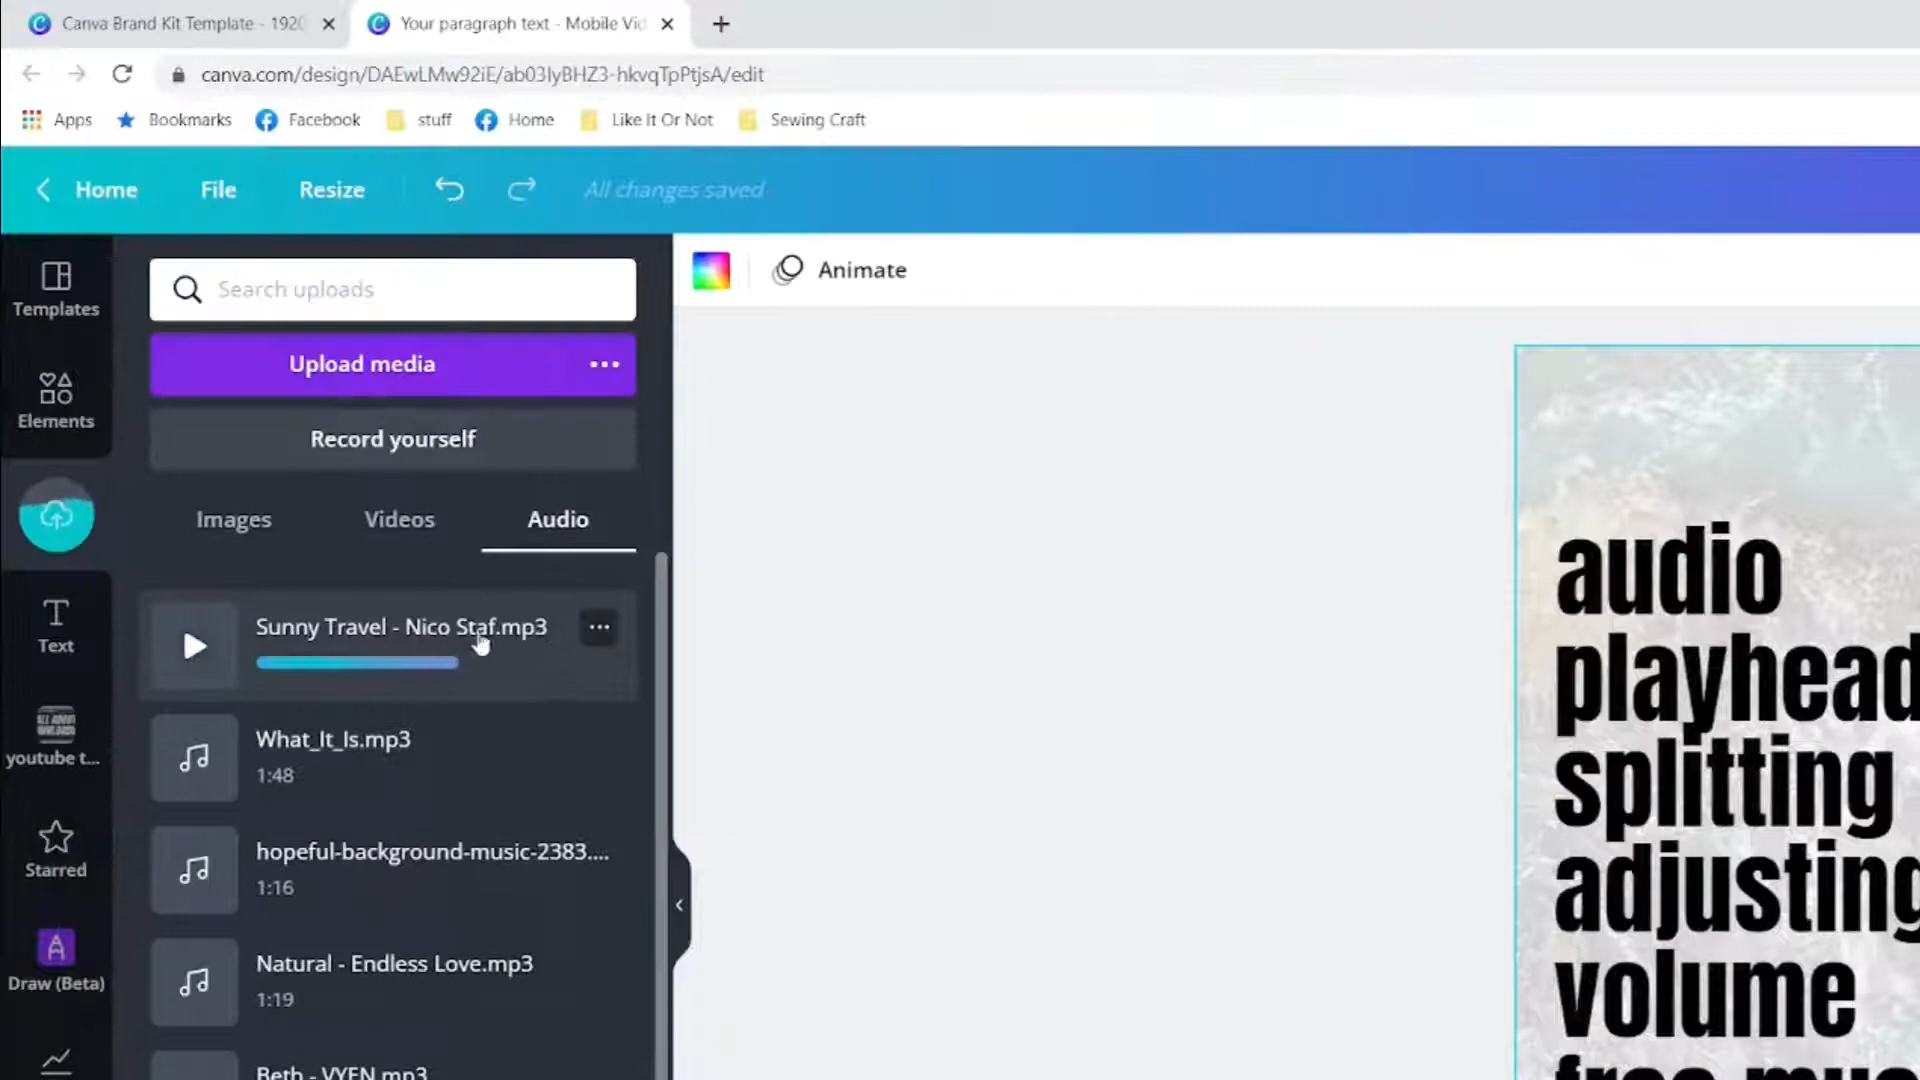 Canva Brand Kit Template - 192
Your paragraph text - Mobile Vi
canva.com/design/DAEwLMw92iE/ab03IyBHZ3-hkvqTpPtjsA/edit
Apps
Bookmarks
Facebook
stuff
Home
Like It Or Not
Sewing Craft
Home
File
Resize
All changes saved
Templates
Elements
Text
youtube t...
Starred
Draw (Beta)
Search uploads
Upload media
Record yourself
Images
Videos
Audio
Sunny Travel - Nico Staf.mp3
What_It_Is.mp3
1:48
hopeful-background-music-2383....
1:16
Natural - Endless Love.mp3
1:19
Beth - VYEN.mp3
Animate
audio
playhead
splitting
adjusting
volume